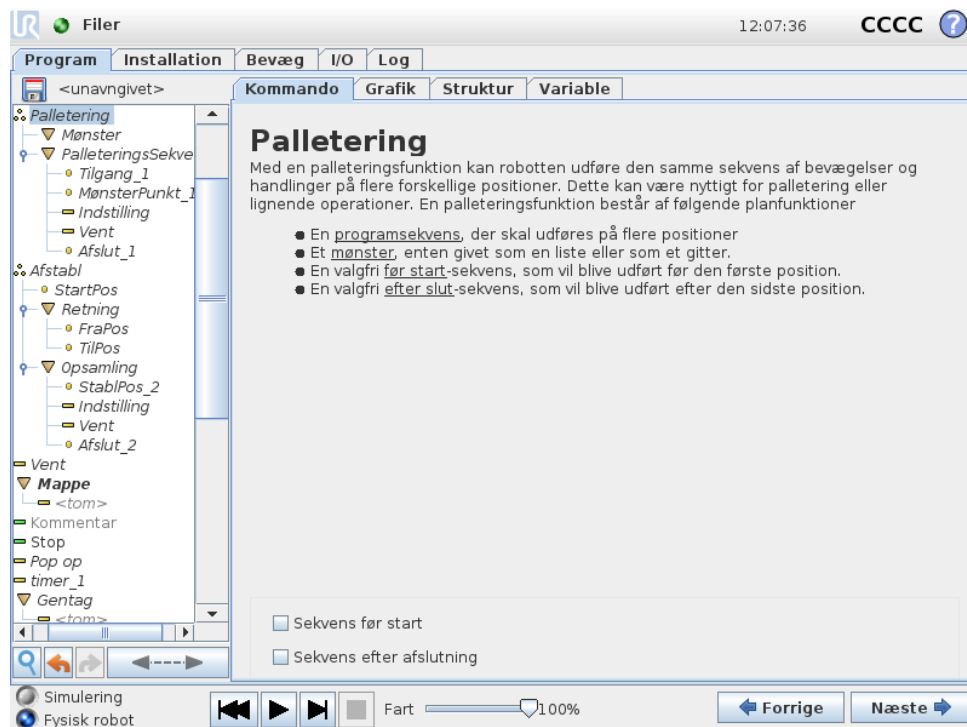 UR Filer 12:07:36 CCCC ?
Program Installation Bevæg I/O Log
<unavngivet>
Kommando Grafik Struktur Variable
Palletering
Mønster
PalleteringsSekve
Tilgang_1
MønsterPunkt_1
Indstilling
Vent
Afslut_1
Afstabl
StartPos
Retning
FraPos
TilPos
Opsamling
StablPos_2
Indstilling
Vent
Afslut_2
Vent
Mappe
<tom>
Kommentar
Stop
Pop op
timer_1
Gentag
<tom>
Palletering
Med en palleteringsfunktion kan robotten udføre den samme sekvens af bevægelser og
handlinger på flere forskellige positioner. Dette kan være nyttigt for palletering eller
lignende operationer. En palleteringsfunktion består af følgende planfunktioner
En programsekvens, der skal udføres på flere positioner
Et mønster, enten givet som en liste eller som et gitter.
En valgfri før start-sekvens, som vil blive udført før den første position.
En valgfri efter slut-sekvens, som vil blive udført efter den sidste position.
Sekvens før start
Sekvens efter afslutning
Simulering
Fysisk robot
Fart 100%
Forrige Næste